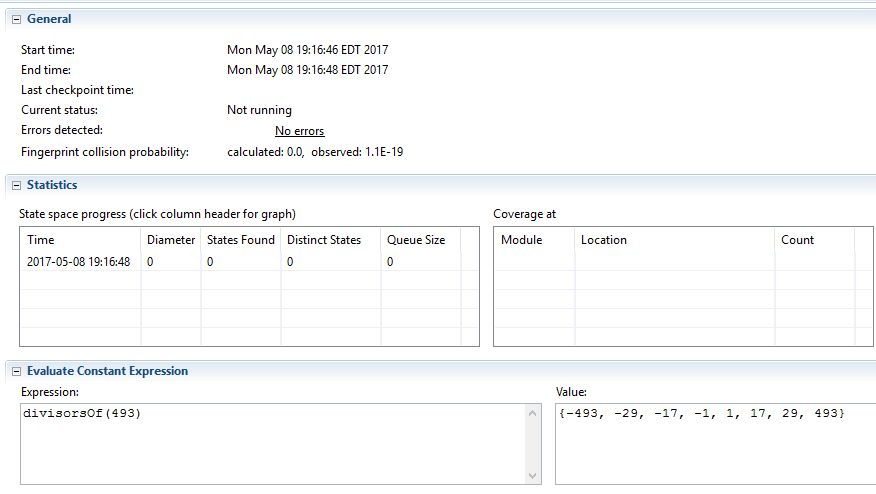 General
Start time: Mon May 08 19:16:46 EDT 2017
End time: Mon May 08 19:16:48 EDT 2017
Last checkpoint time:
Current status: Not running
Errors detected: No errors
Fingerprint collision probability: calculated: 0.0, observed: 1.1E-19
Statistics
State space progress (click column header for graph)
Time Diameter States Found Distinct States Queue Size
2017-05-08 19:16:48 0 0 0 0
Coverage at
Module Location Count
Evaluate Constant Expression
Expression:
divisorsOf(493)
Value:
{-493, -29, -17, -1, 1, 17, 29, 493}